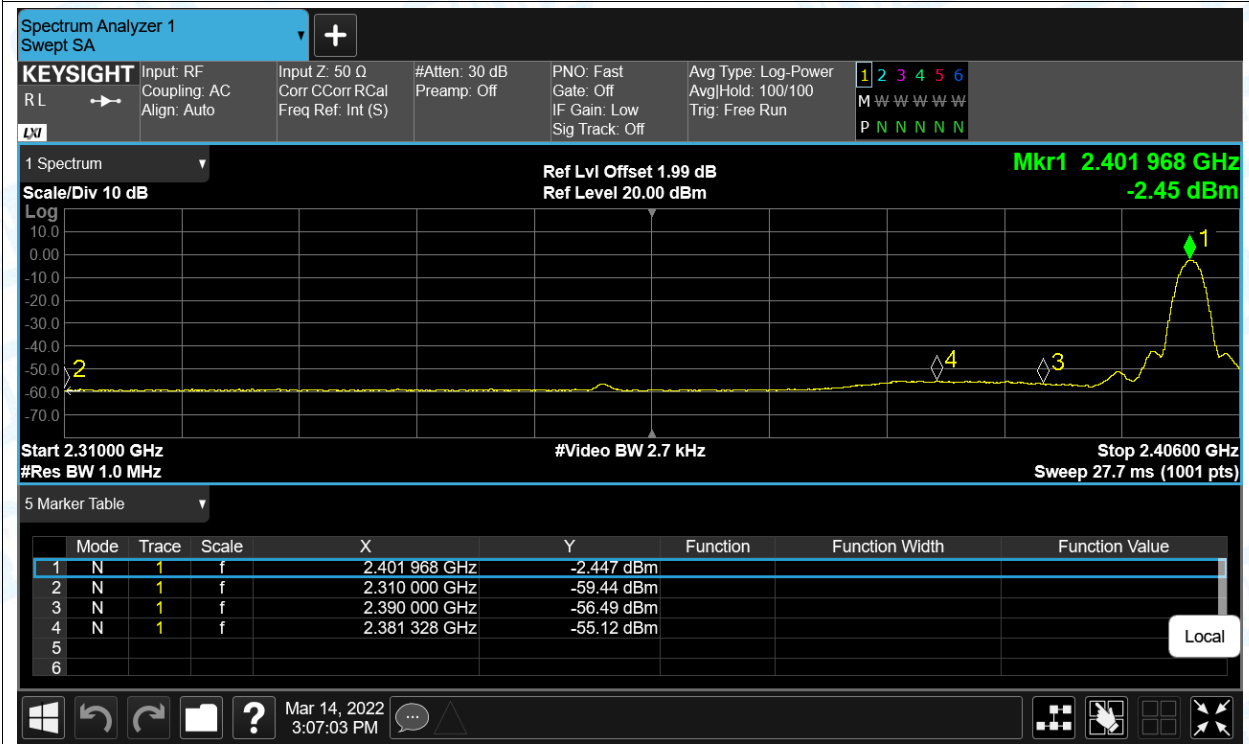 Spectrum Analyzer 1
Swept SA
+
KEYSIGHT
R L
LXI
Input: RF
Coupling: AC
Align: Auto
Input Z: 50 Ω
Corr CCorr RCal
Freq Ref: Int (S)
#Atten: 30 dB
Preamp: Off
PNO: Fast
Gate: Off
IF Gain: Low
Sig Track: Off
Avg Type: Log-Power
Avg|Hold: 100/100
Trig: Free Run
1 2 3 4 5 6
M W W W W W
P N N N N N
1 Spectrum
Scale/Div 10 dB
Ref Lvl Offset 1.99 dB
Ref Level 20.00 dBm
Mkr1 2.401 968 GHz
-2.45 dBm
Log
10.0
0.00
-10.0
-20.0
-30.0
-40.0
-50.0
-60.0
-70.0
1
2
4
3
Start 2.31000 GHz
#Res BW 1.0 MHz
#Video BW 2.7 kHz
Stop 2.40600 GHz
Sweep 27.7 ms (1001 pts)
5 Marker Table
Mode Trace Scale X Y Function Function Width Function Value
1 N 1 f 2.401 968 GHz -2.447 dBm
2 N 1 f 2.310 000 GHz -59.44 dBm
3 N 1 f 2.390 000 GHz -56.49 dBm
4 N 1 f 2.381 328 GHz -55.12 dBm
5
6
Local
?
Mar 14, 2022
3:07:03 PM